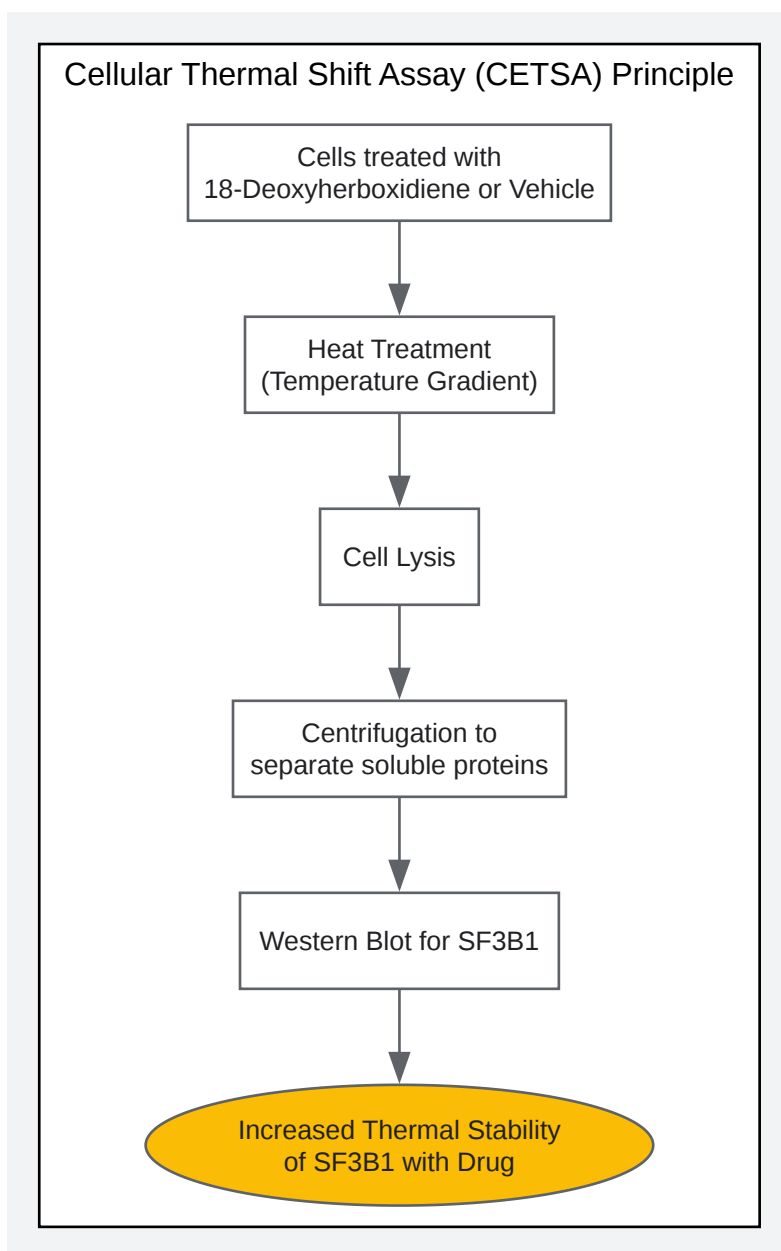 Cellular Thermal Shift Assay (CETSA) Principle
Cells treated with
18-Deoxyherboxidiene or Vehicle
Heat Treatment
(Temperature Gradient)
Cell Lysis
Centrifugation to
separate soluble proteins
Western Blot for SF3B1
Increased Thermal Stability
of SF3B1 with Drug